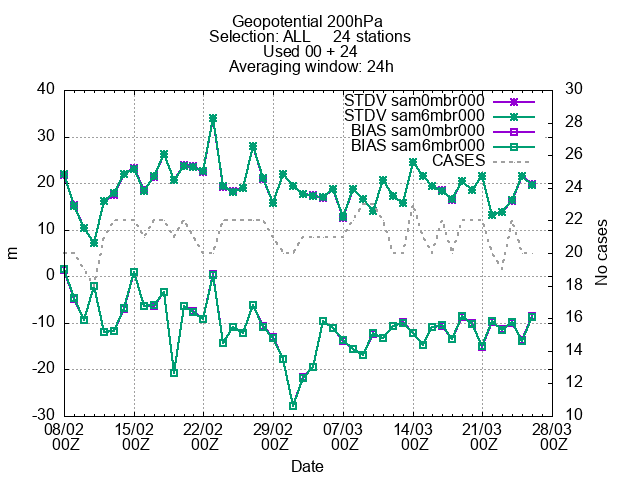 Geopotential 200hPa
Selection: ALL 24 stations
Used 00 + 24
Averaging window: 24h
STDV sam0mbr000
STDV sam6mbr000
BIAS sam0mbr000
BIAS sam6mbr000
CASES
40
30
20
10
0
-10
-20
-30
m
30
28
26
24
22
20
18
16
14
12
10
No cases
08/02 15/02 22/02 29/02 07/03 14/03 21/03 28/03
00Z 00Z 00Z 00Z 00Z 00Z 00Z 00Z
Date